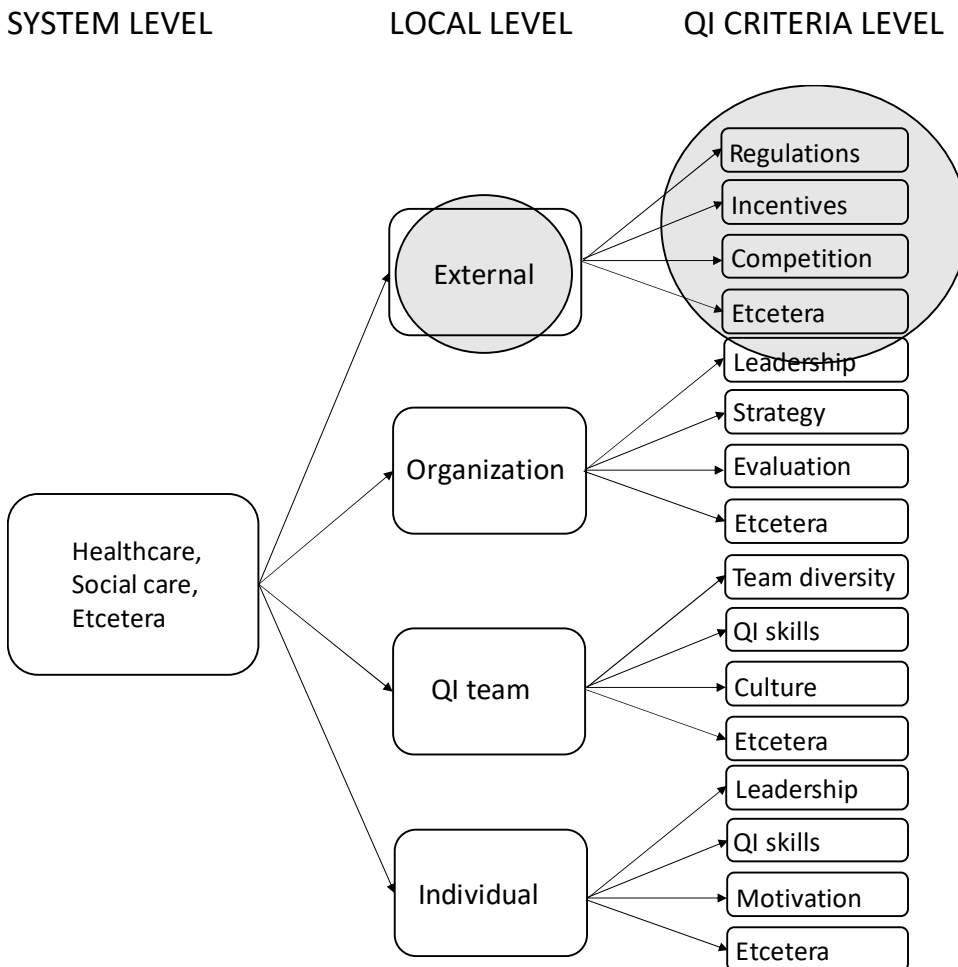 SYSTEM LEVEL
LOCAL LEVEL
QI CRITERIA LEVEL
Healthcare,
Social care,
Etcetera
External
Regulations
Incentives
Competition
Etcetera
Organization
Leadership
Strategy
Evaluation
Etcetera
QI team
Team diversity
QI skills
Culture
Etcetera
Individual
Leadership
QI skills
Motivation
Etcetera